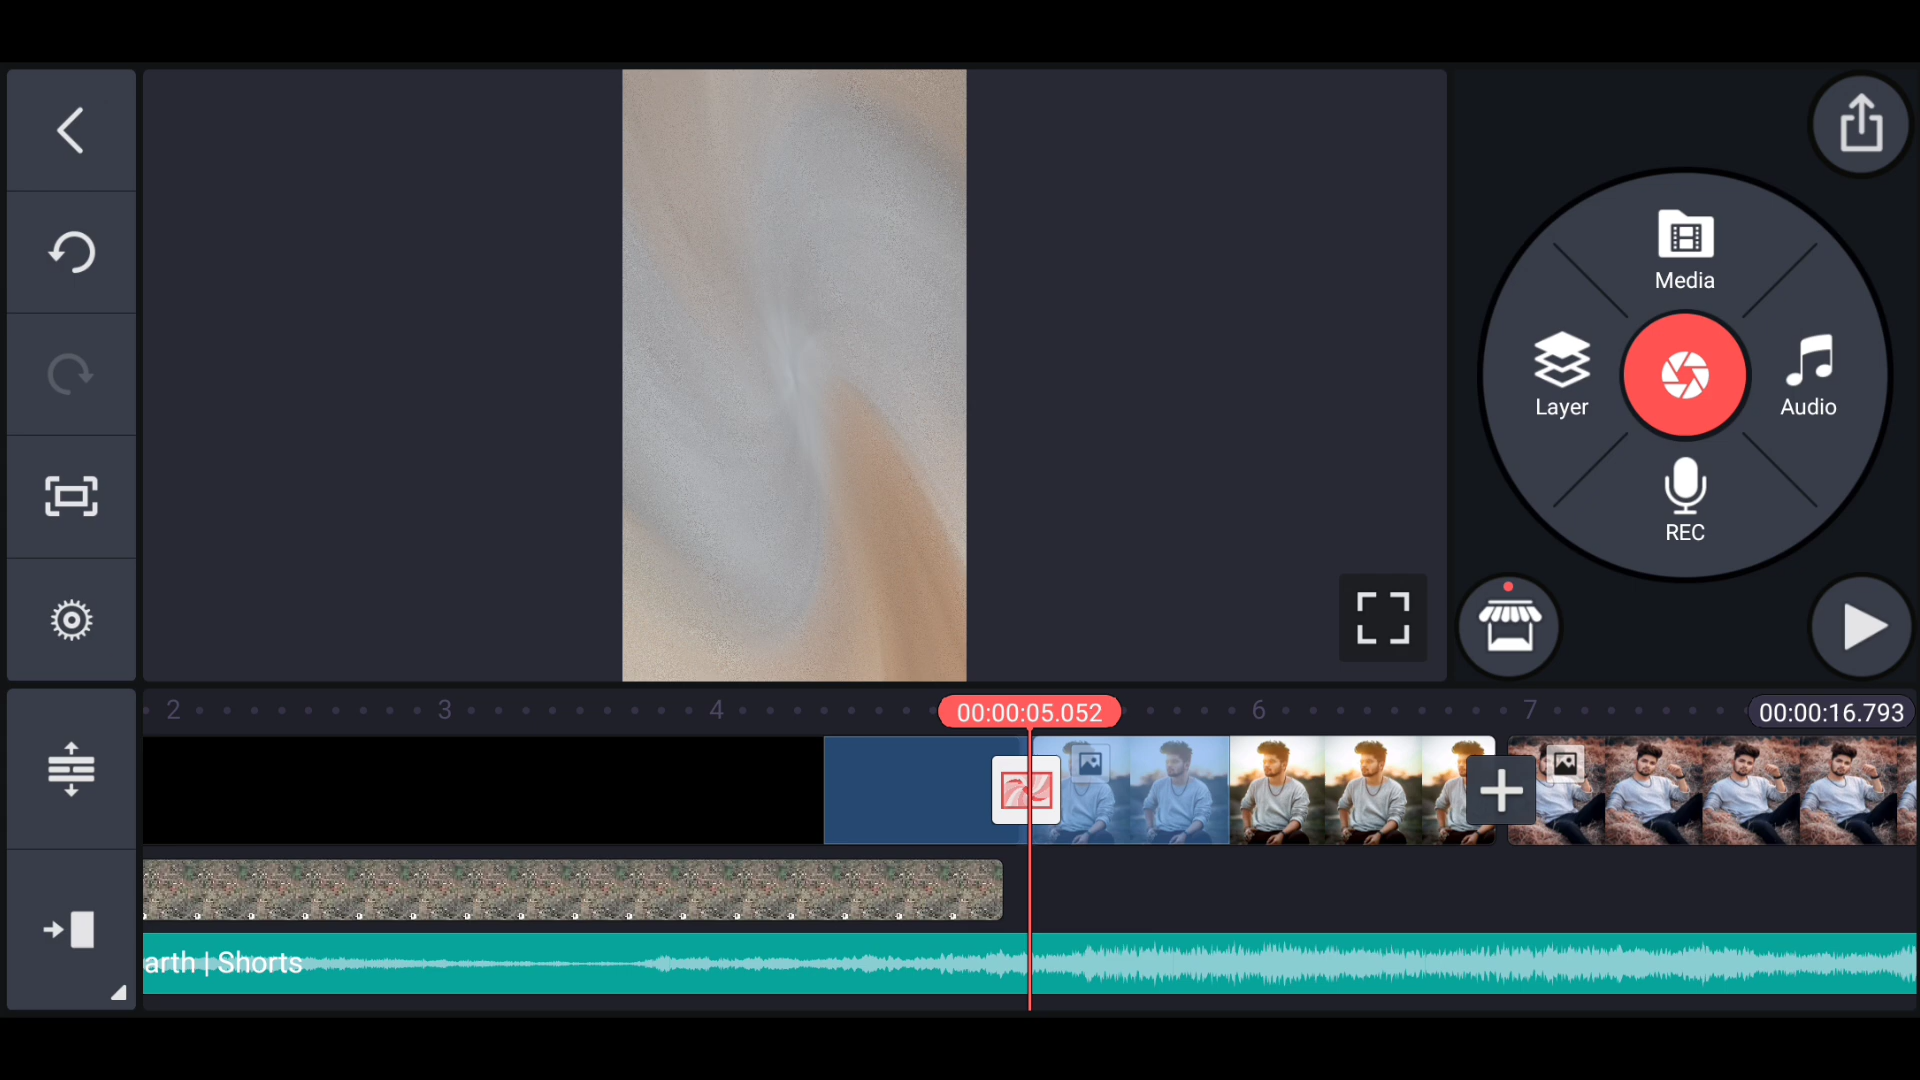 Media
Layer
Audio
REC
2
3
4
00:00:05.052
6
7
00:00:16.793
arth | Shorts